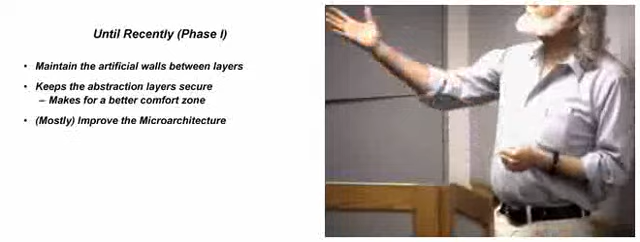 Until Recently (Phase I)
• Maintain the artificial walls between layers
• Keeps the abstraction layers secure
– Makes for a better comfort zone
• (Mostly) Improve the Microarchitecture